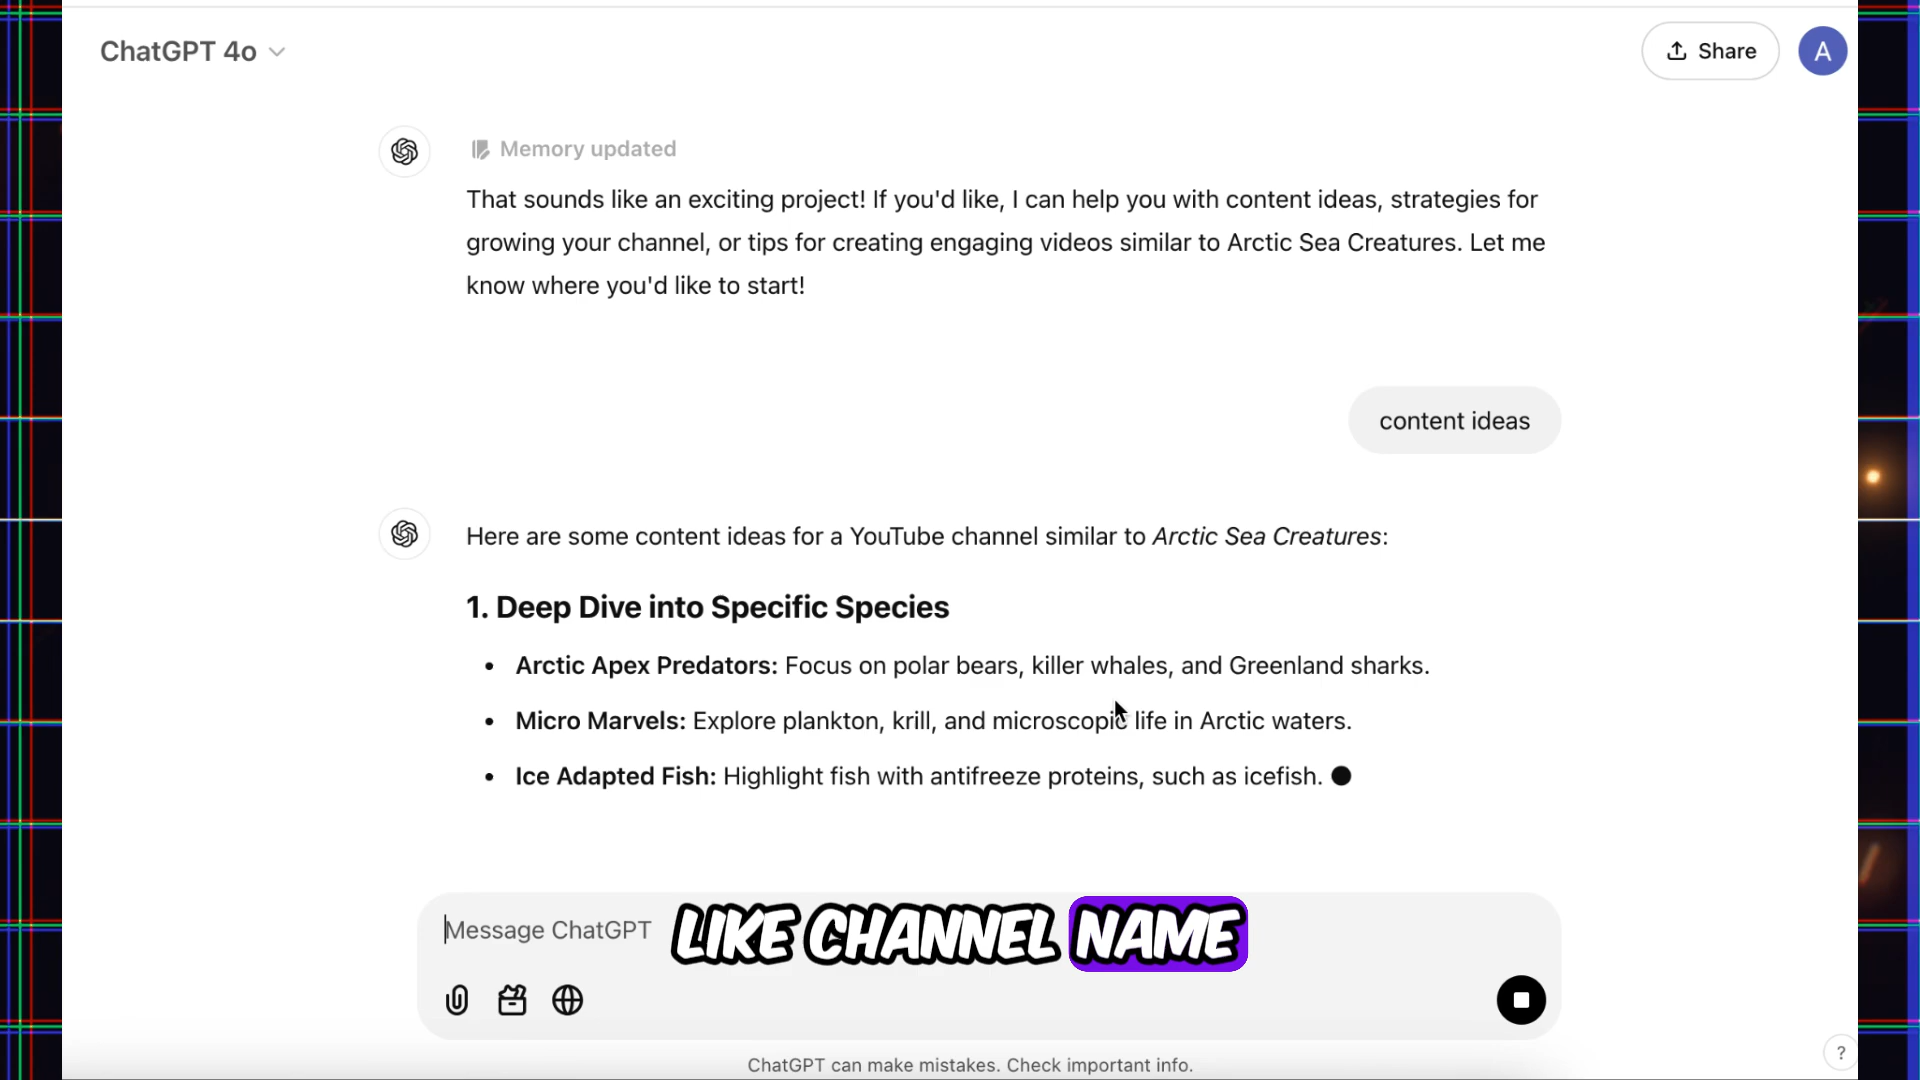 ChatGPT 4o
Share
A
Memory updated
That sounds like an exciting project! If you'd like, I can help you with content ideas, strategies for
growing your channel, or tips for creating engaging videos similar to Arctic Sea Creatures. Let me
know where you'd like to start!
content ideas
Here are some content ideas for a YouTube channel similar to Arctic Sea Creatures:
1. Deep Dive into Specific Species
• Arctic Apex Predators: Focus on polar bears, killer whales, and Greenland sharks.
• Micro Marvels: Explore plankton, krill, and microscopic life in Arctic waters.
• Ice Adapted Fish: Highlight fish with antifreeze proteins, such as icefish.
Message ChatGPT
LIKE CHANNEL NAME
ChatGPT can make mistakes. Check important info.
?